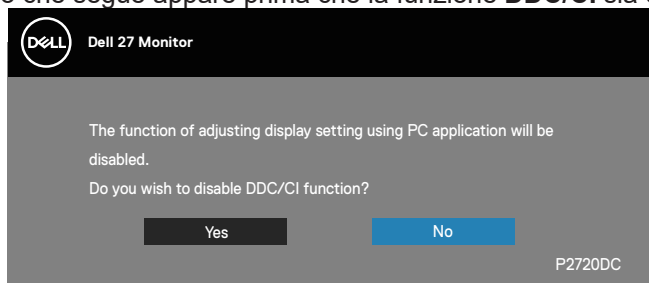 che segue appare prima che la funzione DDC/CI sia
DELL
Dell 27 Monitor
The function of adjusting display setting using PC application will be
disabled.
Do you wish to disable DDC/CI function?
Yes
No
P2720DC